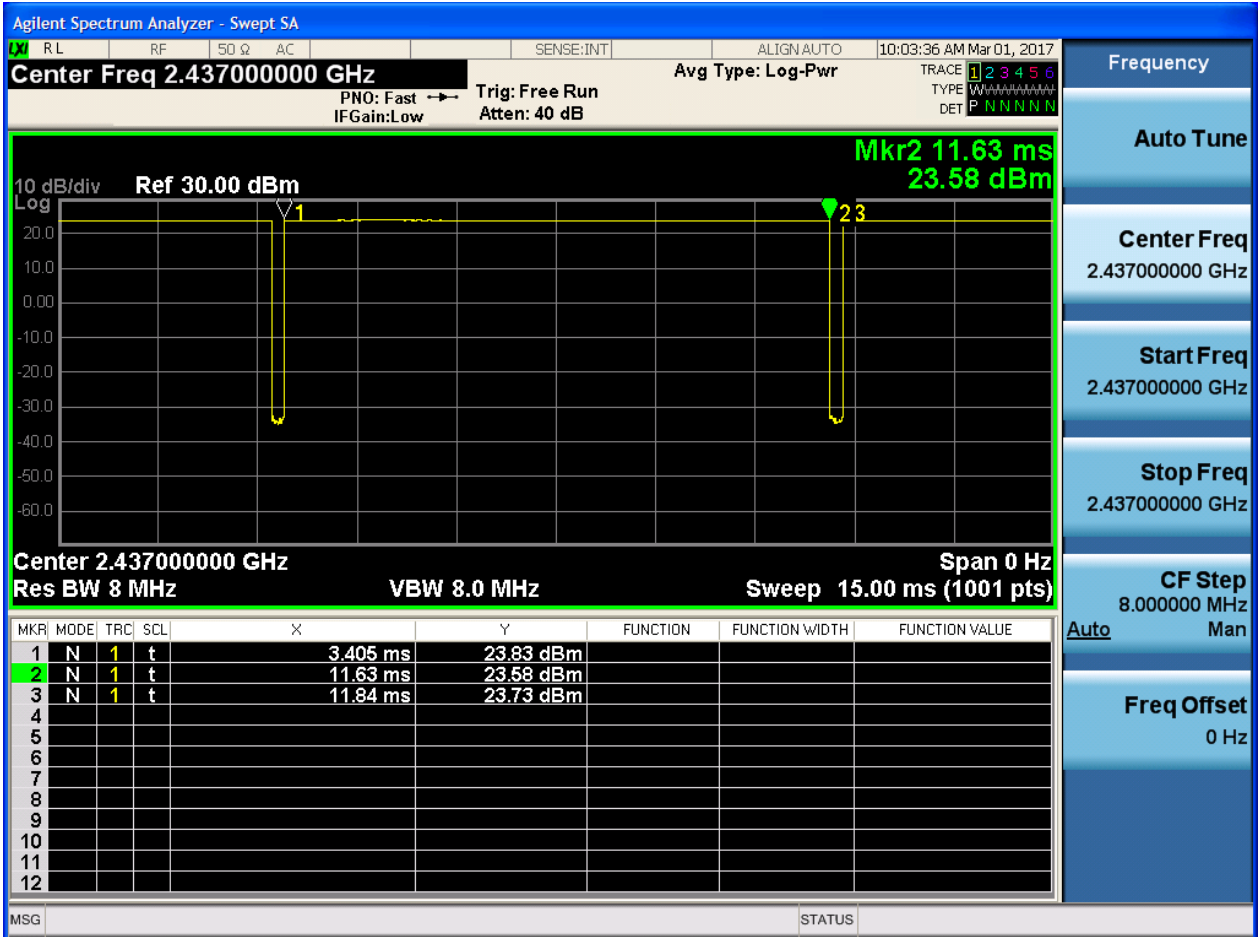 Agilent Spectrum Analyzer - Swept SA
LXI RL RF 50 Ω AC SENSE:INT ALIGN AUTO 10:03:36 AM Mar 01, 2017
Center Freq 2.437000000 GHz
PNO: Fast
IFGain:Low
Trig: Free Run
Atten: 40 dB
Avg Type: Log-Pwr
TRACE 1 2 3 4 5 6
TYPE WWWWWW
DET P N N N N N
Mkr2 11.63 ms
23.58 dBm
10 dB/div Ref 30.00 dBm
Log
1 2 3
20.0
10.0
0.00
-10.0
-20.0
-30.0
-40.0
-50.0
-60.0
Center 2.437000000 GHz Span 0 Hz
Res BW 8 MHz VBW 8.0 MHz Sweep 15.00 ms (1001 pts)
MKR MODE TRC SCL X Y FUNCTION FUNCTION WIDTH FUNCTION VALUE
1 N 1 t 3.405 ms 23.83 dBm
2 N 1 t 11.63 ms 23.58 dBm
3 N 1 t 11.84 ms 23.73 dBm
4
5
6
7
8
9
10
11
12
MSG STATUS
Frequency
Auto Tune
Center Freq
2.437000000 GHz
Start Freq
2.437000000 GHz
Stop Freq
2.437000000 GHz
CF Step
8.000000 MHz
Auto Man
Freq Offset
0 Hz